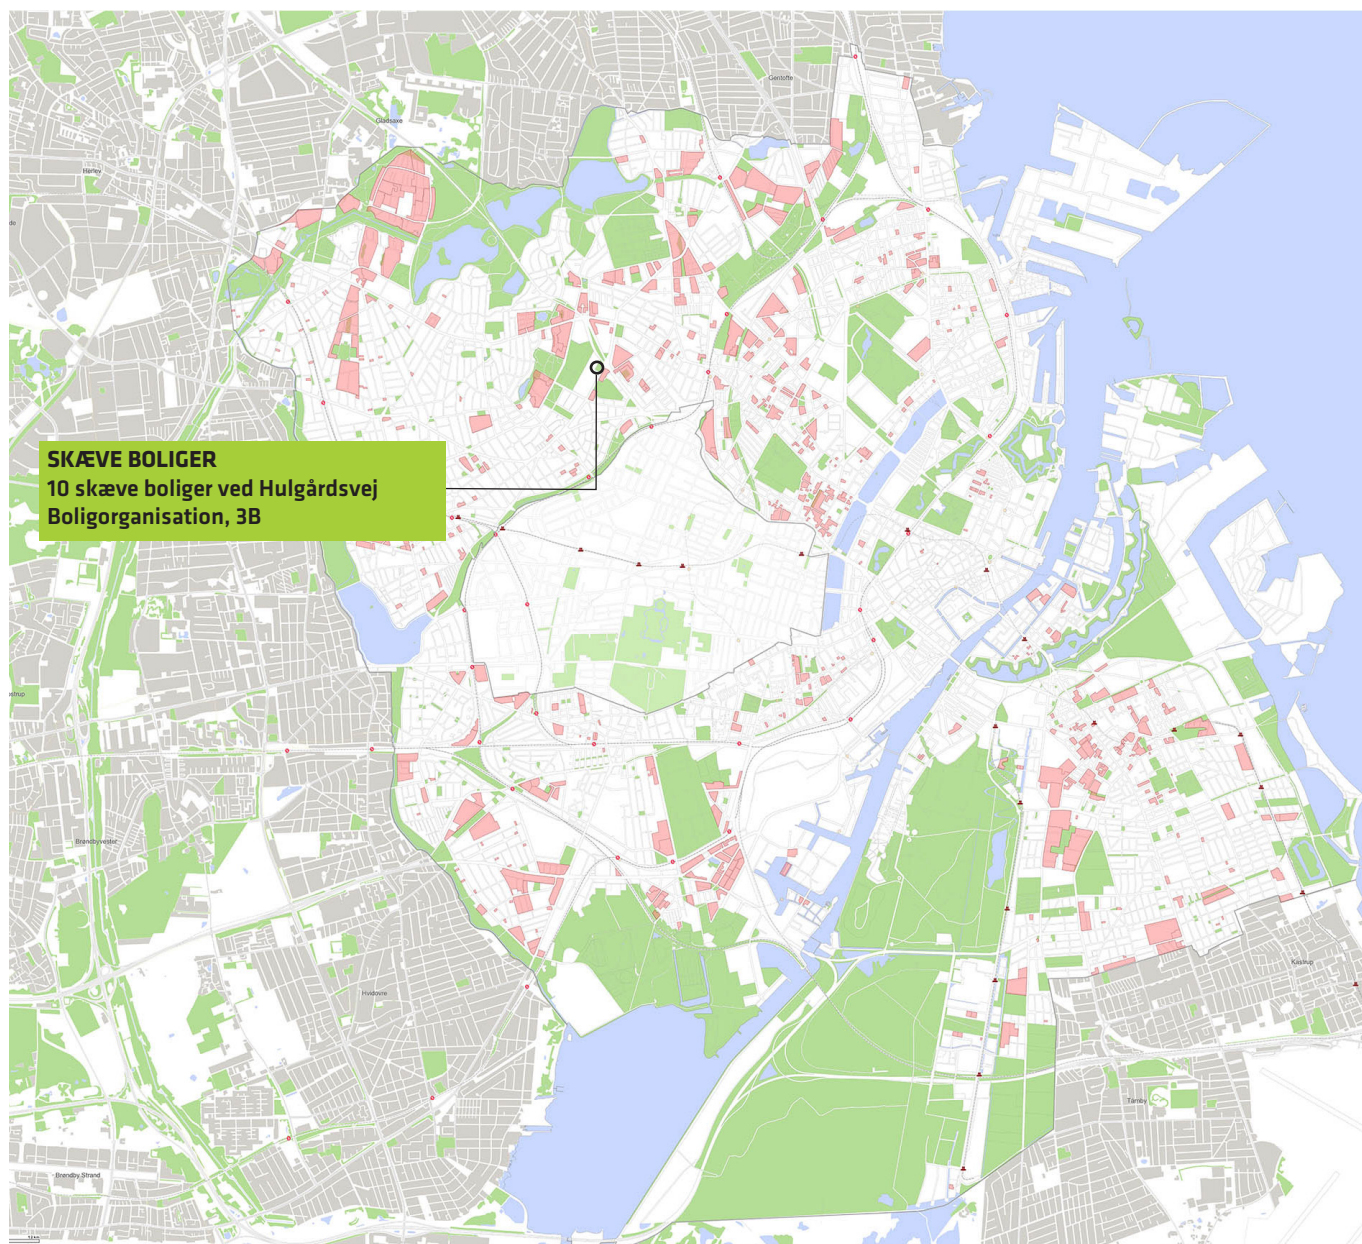 Gentofte
Gladsaxe
Herlev
SKÆVE BOLIGER
10 skæve boliger ved Hulgårdsvej
Boligorganisation, 3B
Brøndbyvester
Kastrup
Hvidovre
Tårnby
Brøndby Strand